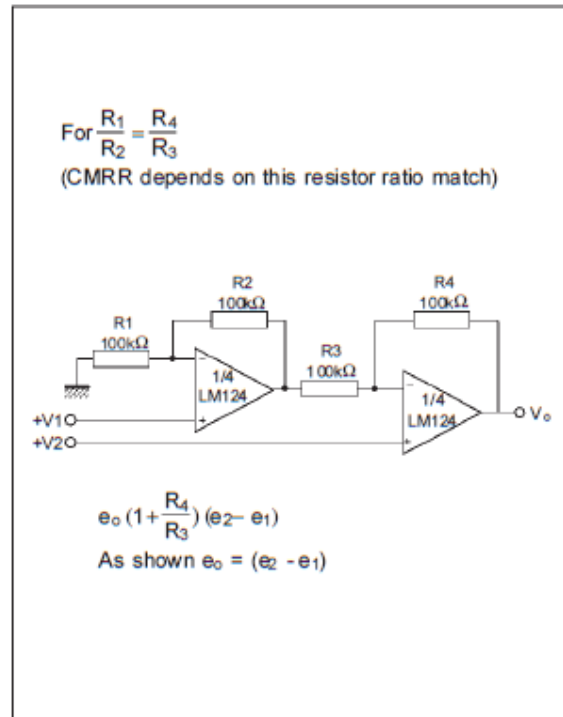 For R1/R2 = R4/R3
(CMRR depends on this resistor ratio match)
R2
100kΩ
R4
100kΩ
R1
100kΩ
R3
100kΩ
1/4
LM124
1/4
LM124
+V1
+V2
Vo
eo (1+ R4/R3) (e2– e1)
As shown eo = (e2 - e1)